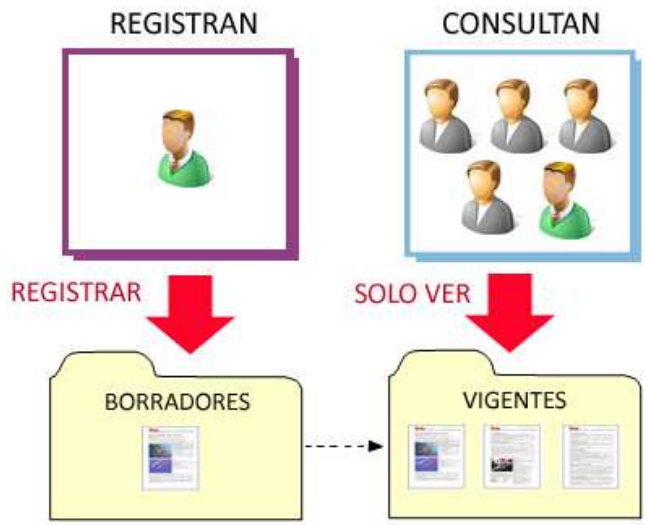 REGISTRAN
CONSULTAN
REGISTRAR
SOLO VER
BORRADORES
VIGENTES